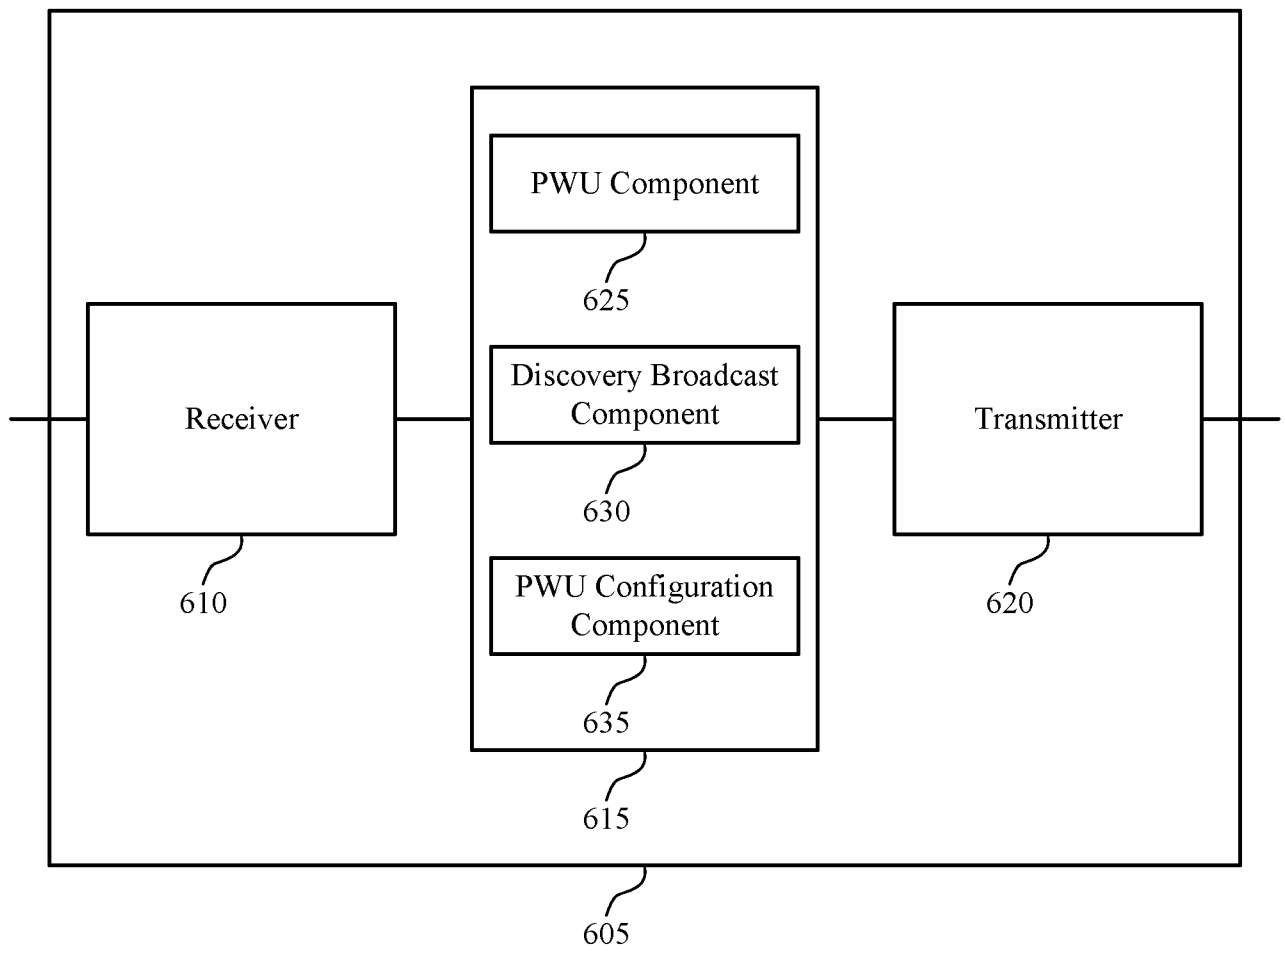 PWU Component
625
Receiver
610
Discovery Broadcast
Component
630
Transmitter
620
PWU Configuration
Component
635
615
605